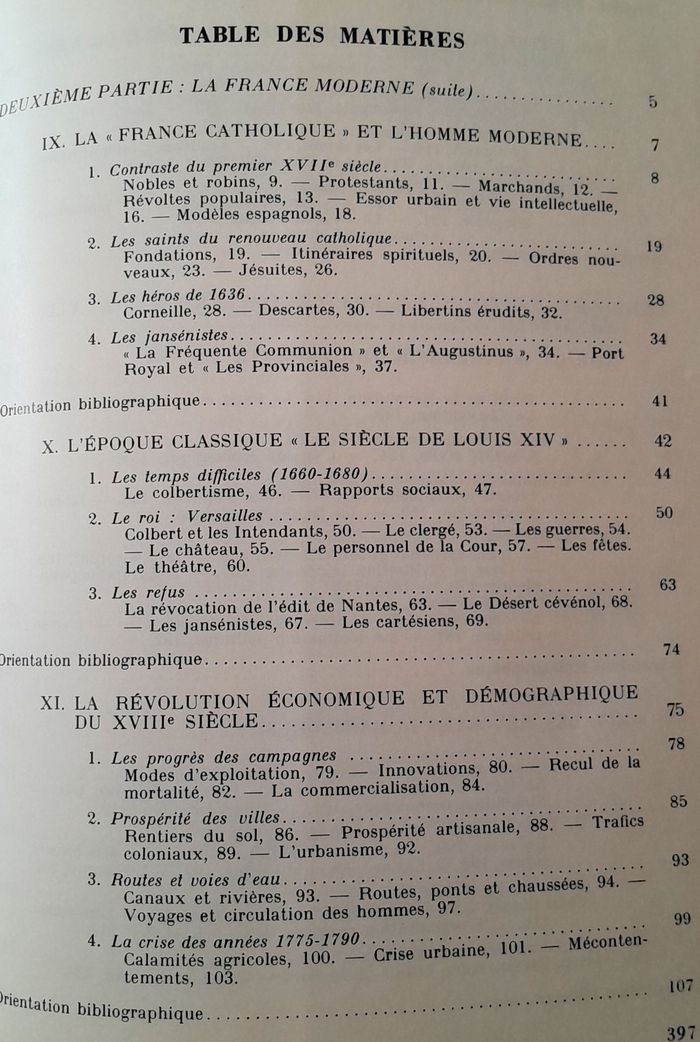 TABLE DES MATIÈRES
DEUXIÈME PARTIE : LA FRANCE MODERNE (suite) 5
IX. LA « FRANCE CATHOLIQUE » ET L'HOMME MODERNE 7
1. Contraste du premier XVIIe siècle 8
Nobles et robins, 9. — Protestants, 11. — Marchands, 12. —
Révoltes populaires, 13. — Essor urbain et vie intellectuelle,
16. — Modèles espagnols, 18.
2. Les saints du renouveau catholique 19
Fondations, 19. — Itinéraires spirituels, 20. — Ordres nou-
veaux, 23. — Jésuites, 26.
3. Les héros de 1636 28
Corneille, 28. — Descartes, 30. — Libertins érudits, 32.
4. Les jansénistes 34
« La Fréquente Communion » et « L'Augustinus », 34. — Port
Royal et « Les Provinciales », 37.
Orientation bibliographique 41
X. L'ÉPOQUE CLASSIQUE « LE SIÈCLE DE LOUIS XIV » 42
1. Les temps difficiles (1660-1680) 44
Le colbertisme, 46. — Rapports sociaux, 47.
2. Le roi : Versailles 50
Colbert et les Intendants, 50. — Le clergé, 53. — Les guerres, 54.
— Le château, 55. — Le personnel de la Cour, 57. — Les fêtes.
Le théâtre, 60.
3. Les refus 63
La révocation de l'édit de Nantes, 63. — Le Désert cévénol, 68.
— Les jansénistes, 67. — Les cartésiens, 69.
Orientation bibliographique 74
XI. LA RÉVOLUTION ÉCONOMIQUE ET DÉMOGRAPHIQUE
DU XVIIIe SIÈCLE 75
1. Les progrès des campagnes 78
Modes d'exploitation, 79. — Innovations, 80. — Recul de la
mortalité, 82. — La commercialisation, 84.
2. Prospérité des villes 85
Rentiers du sol, 86. — Prospérité artisanale, 88. — Trafics
coloniaux, 89. — L'urbanisme, 92.
3. Routes et voies d'eau 93
Canaux et rivières, 93. — Routes, ponts et chaussées, 94. —
Voyages et circulation des hommes, 97.
4. La crise des années 1775-1790 99
Calamités agricoles, 100. — Crise urbaine, 101. — Méconten-
tements, 103.
Orientation bibliographique 107
397